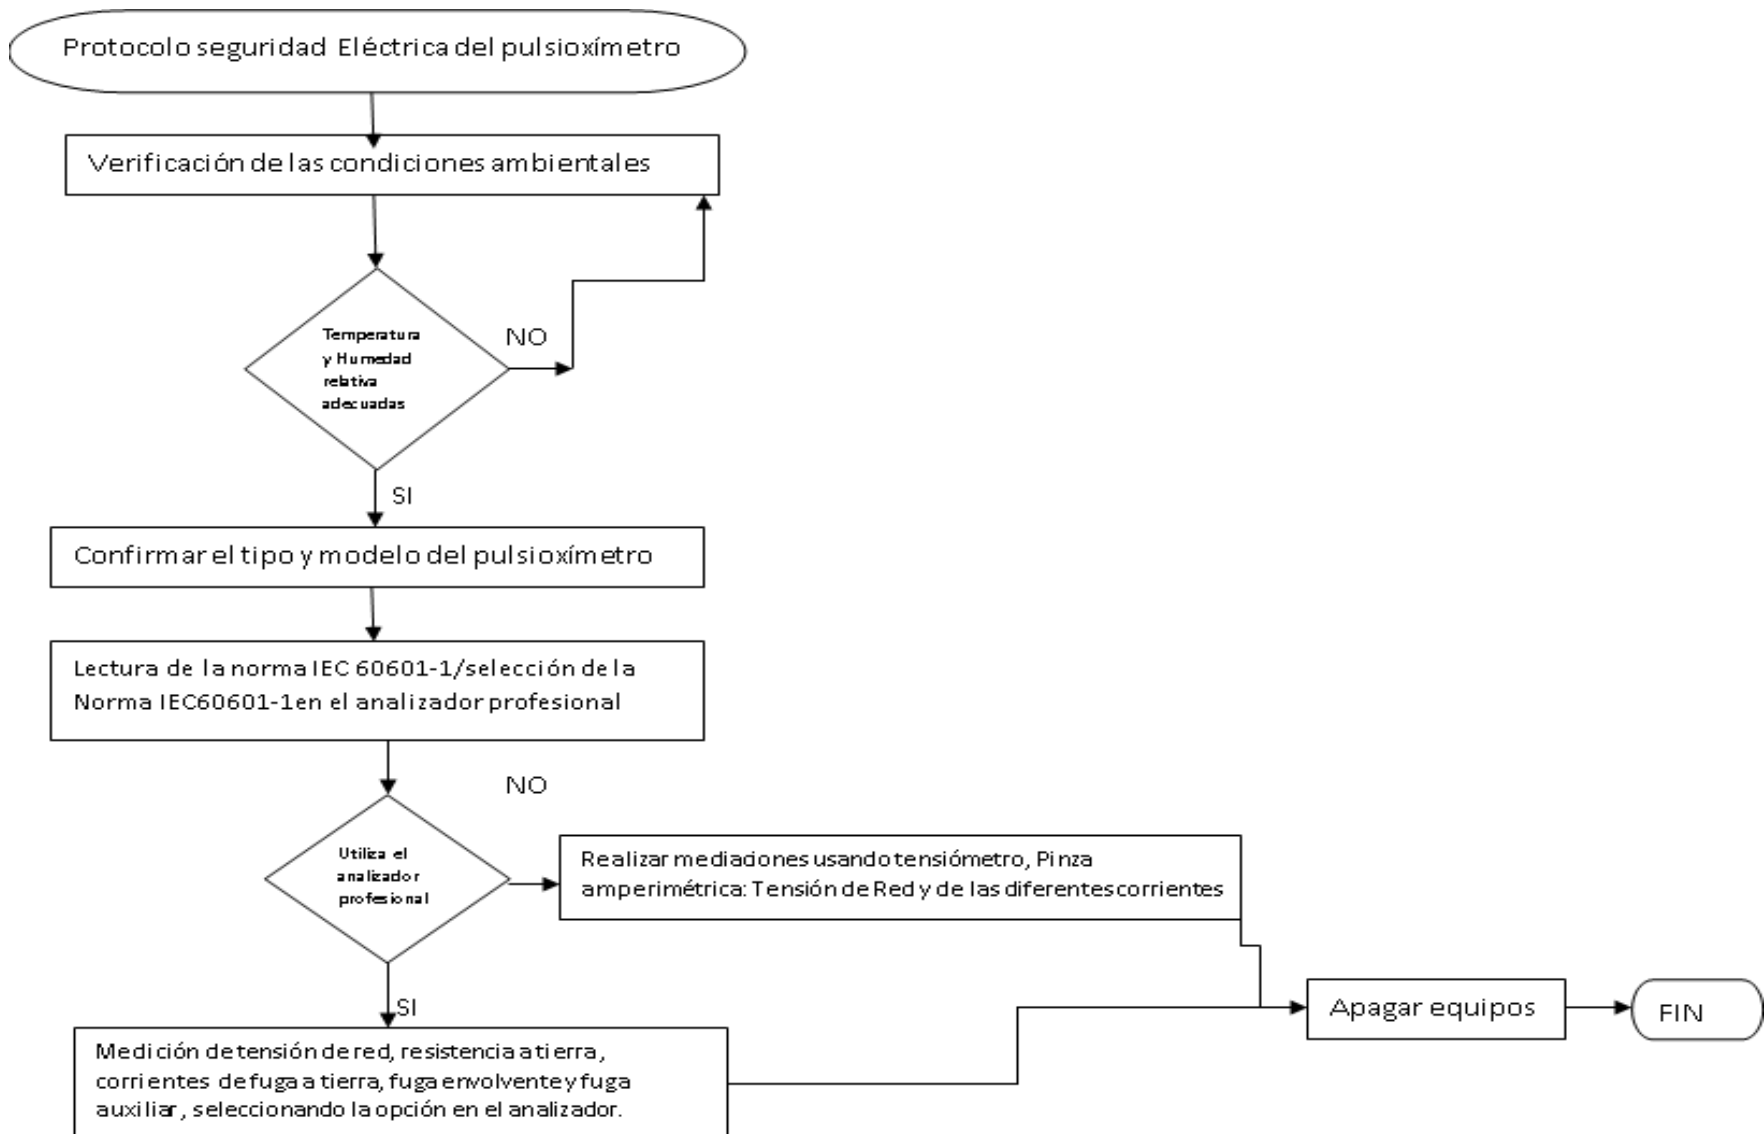 Protocolo seguridad Eléctrica del pulsioxímetro
Verificación de las condiciones ambientales
Temperatura
y Humedad
relativa
adecuadas
NO
SI
Confirmar el tipo y modelo del pulsioxímetro
Lectura de la norma IEC 60601-1/selección de la
Norma IEC60601-1 en el analizador profesional
NO
Utiliza el
analizador
profesional
Realizar mediaciones usando tensiómetro, Pinza
amperimétrica: Tensión de Red y de las diferentes corrientes
SI
Medición de tensión de red, resistencia a tierra,
corrientes de fuga a tierra, fuga envolvente y fuga
auxiliar, seleccionando la opción en el analizador.
Apagar equipos
FIN